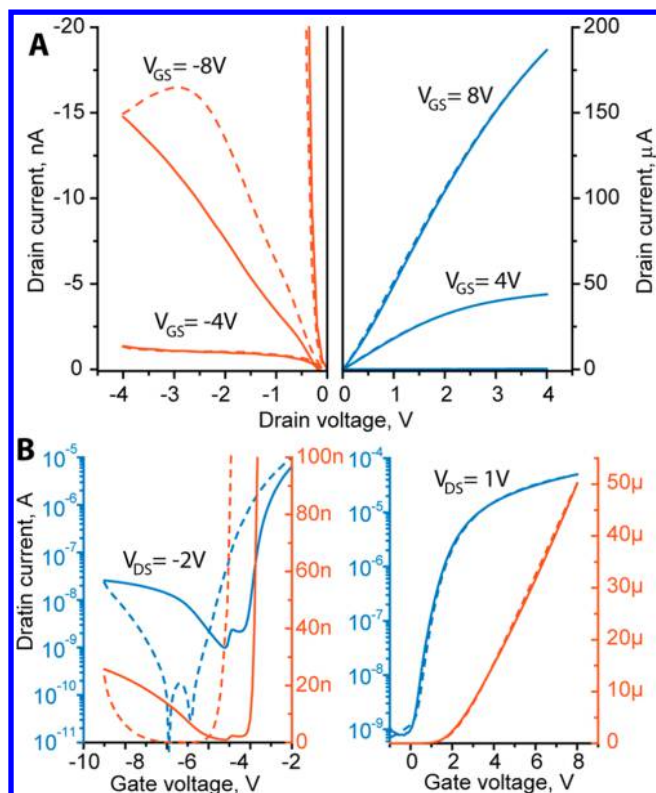 A
-20
-15
-10
-5
0
Drain current, nA
V_GS = -8V
V_GS = -4V
-4 -3 -2 -1 0
V_GS = 8V
V_GS = 4V
200
150
100
50
0
Drain current, µA
0 1 2 3 4
Drain voltage, V
B
Dratin current, A
10^-5
10^-6
10^-7
10^-8
10^-9
10^-10
10^-11
V_DS = -2V
100n
80n
60n
40n
20n
0
-10 -8 -6 -4 -2
Gate voltage, V
10^-4
10^-5
10^-6
10^-7
10^-8
10^-9
V_DS = 1V
50µ
40µ
30µ
20µ
10µ
0
0 2 4 6 8
Gate voltage, V